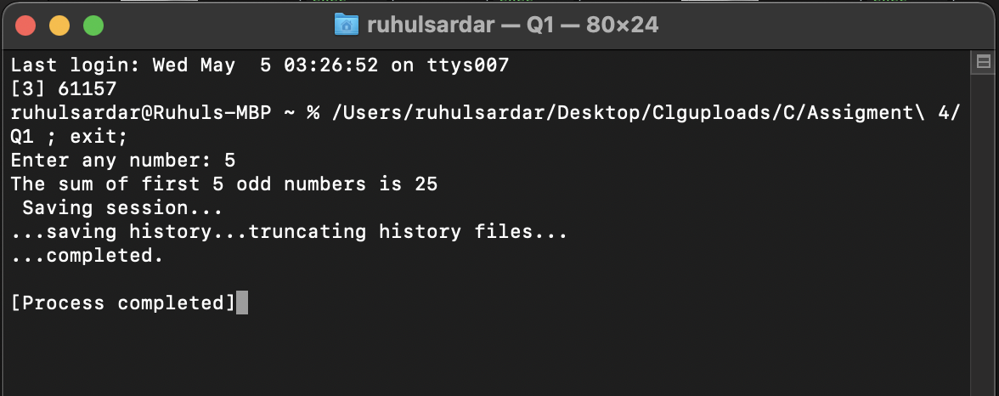 ruhulsardar — Q1 — 80×24
Last login: Wed May  5 03:26:52 on ttys007
[3] 61157
ruhulsardar@Ruhuls-MBP ~ % /Users/ruhulsardar/Desktop/Clguploads/C/Assigment\ 4/
Q1 ; exit;
Enter any number: 5
The sum of first 5 odd numbers is 25
 Saving session...
...saving history...truncating history files...
...completed.
[Process completed]